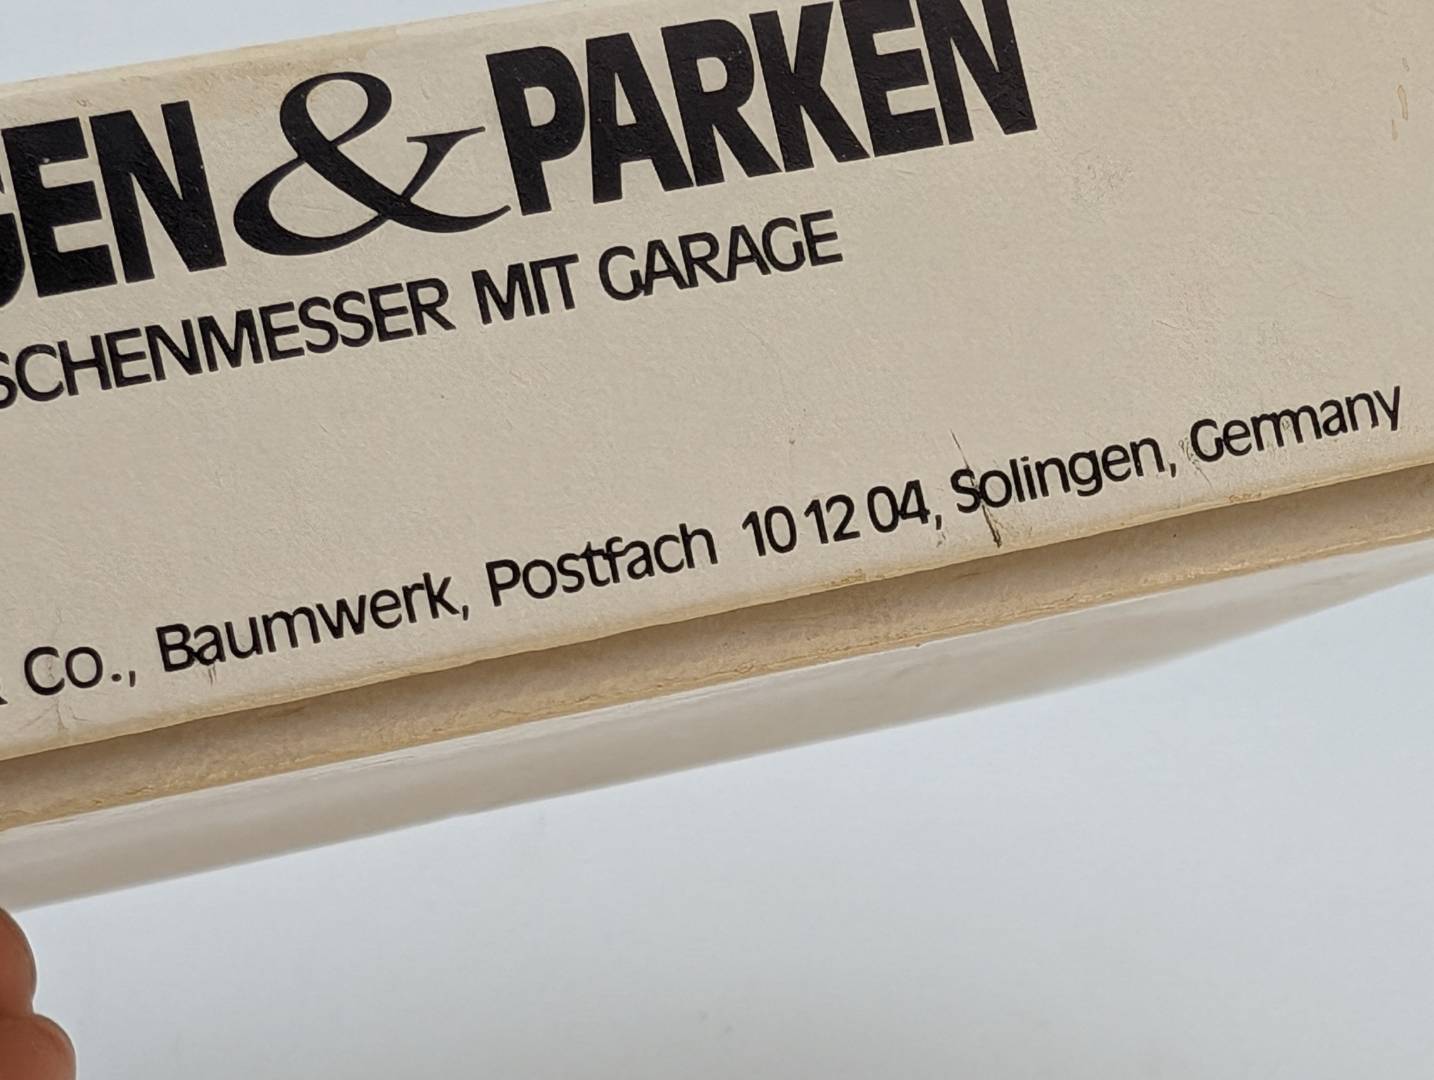 GEN & PARKEN
SCHENMESSER MIT GARAGE
Co., Baumwerk, Postfach 10 12 04, Solingen, Germany